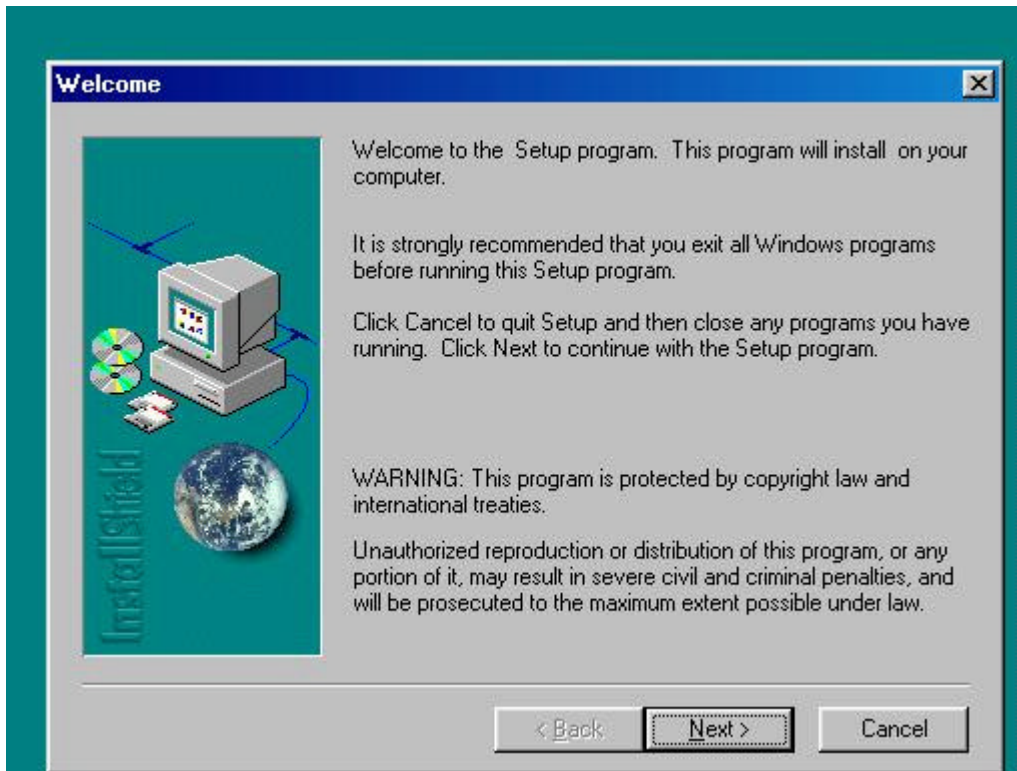 Welcome
Welcome to the  Setup program.  This program will install  on your
computer.
It is strongly recommended that you exit all Windows programs
before running this Setup program.
Click Cancel to quit Setup and then close any programs you have
running.  Click Next to continue with the Setup program.
InstallShield
WARNING: This program is protected by copyright law and
international treaties.
Unauthorized reproduction or distribution of this program, or any
portion of it, may result in severe civil and criminal penalties, and
will be prosecuted to the maximum extent possible under law.
< Back
Next >
Cancel